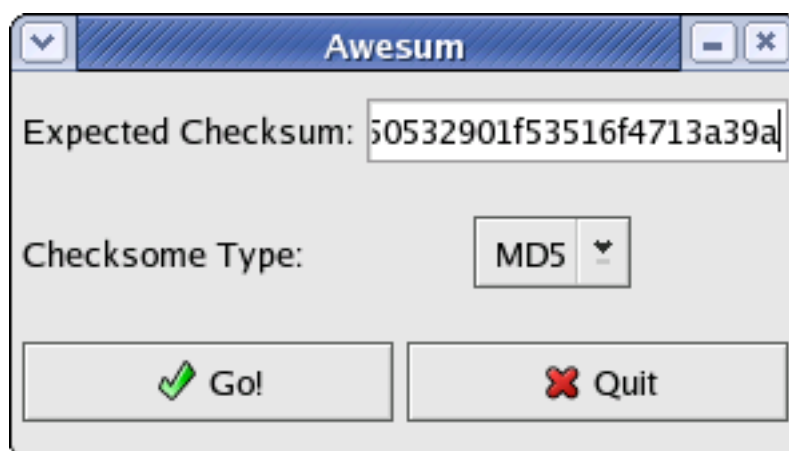 Awesum
Expected Checksum: 50532901f53516f4713a39a
Checksome Type: MD5
Go! Quit